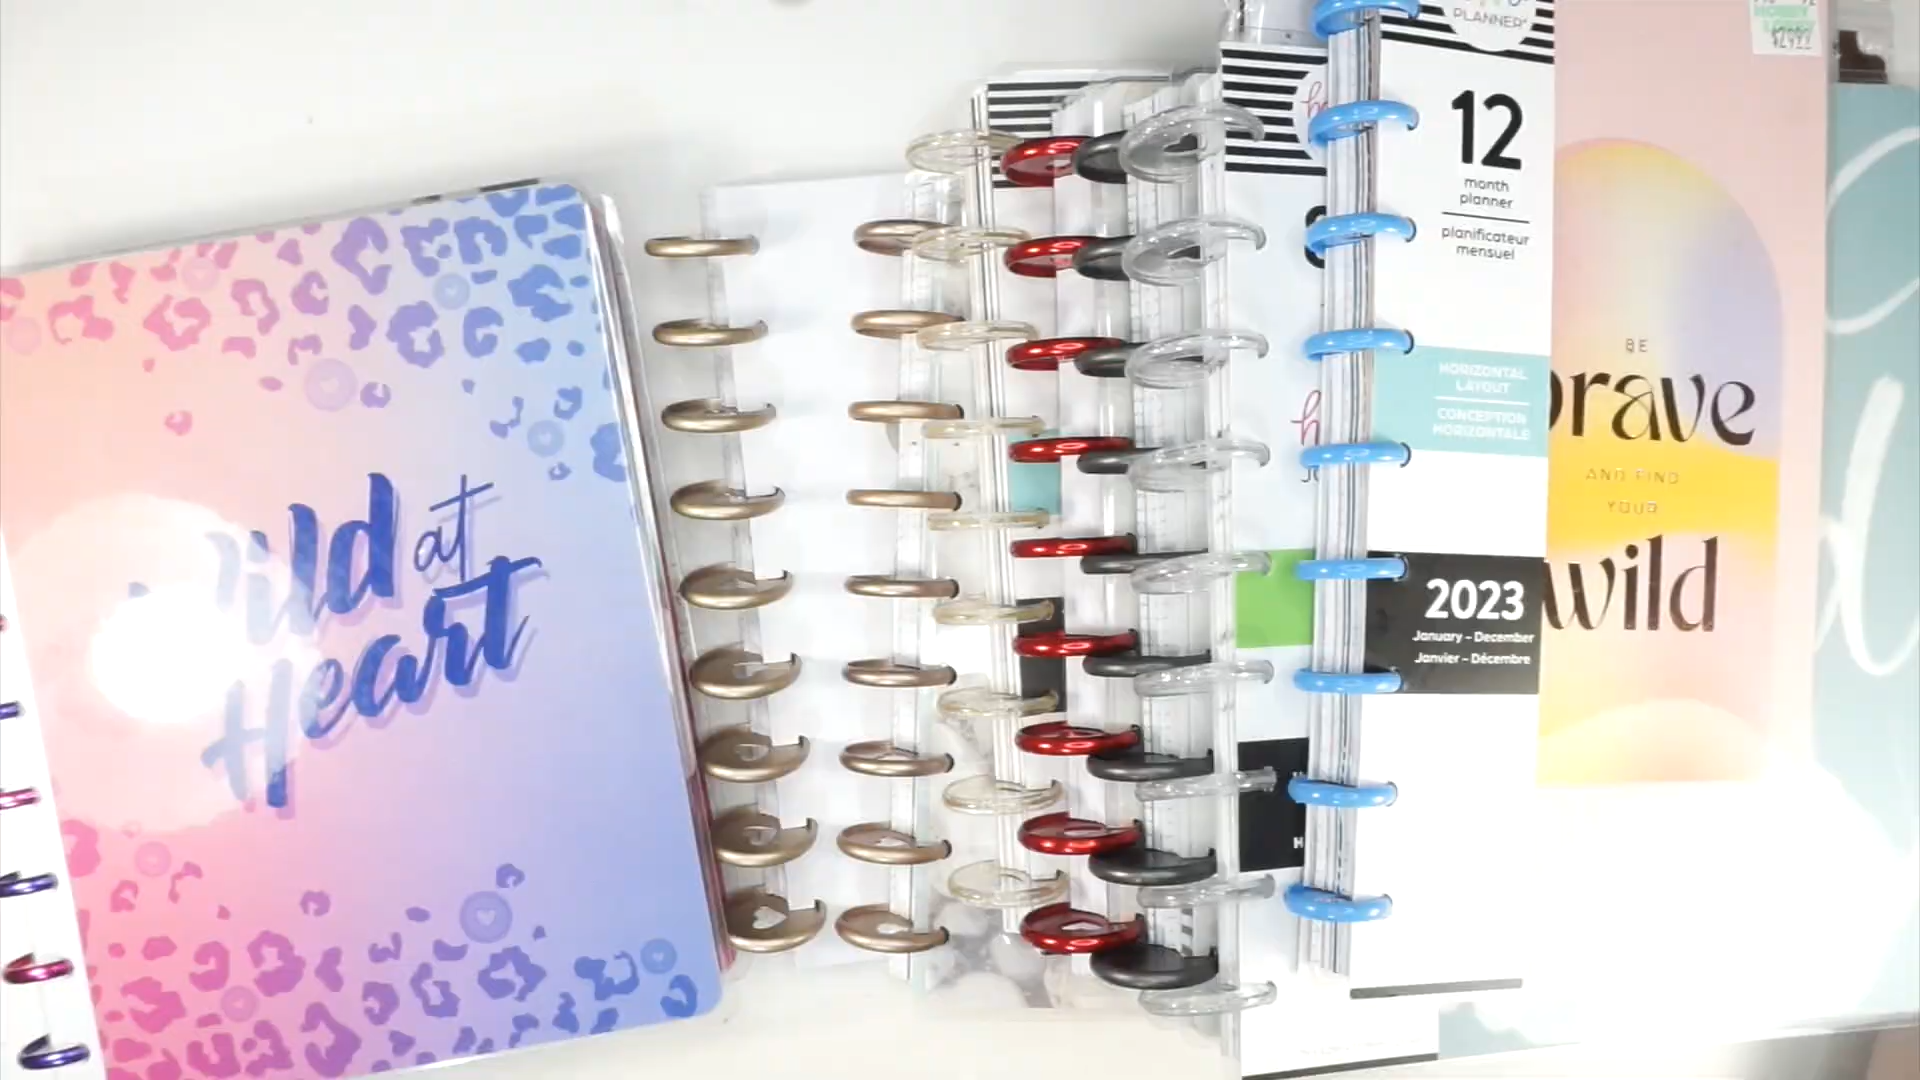 Wild at
Heart
PLANNER
12
month
planner
planificateur
mensuel
HORIZONTAL
LAYOUT
CONCEPTION
HORIZONTALE
2023
January – December
Janvier – Décembre
BE
brave
AND FIND
YOUR
wild